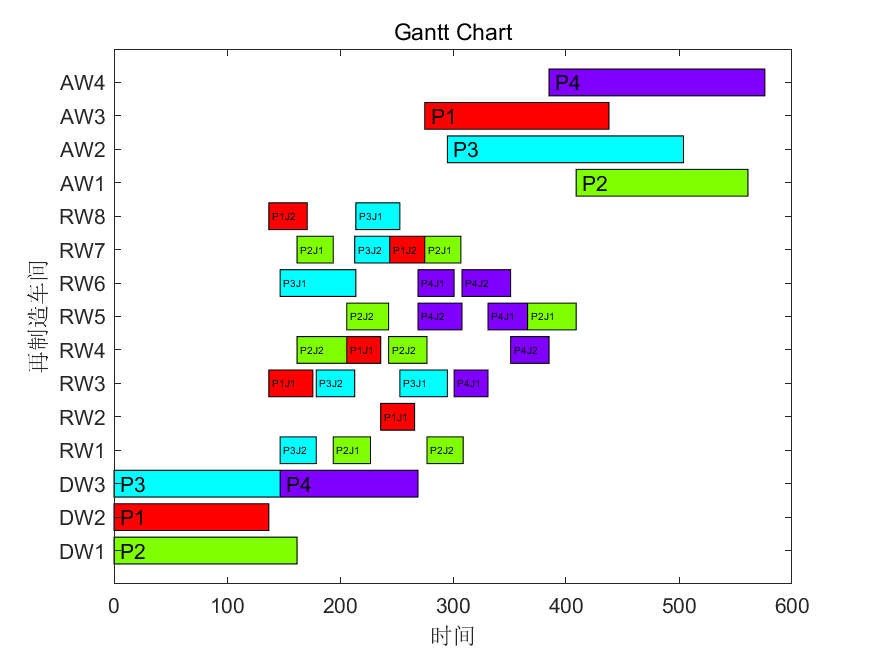 Gantt Chart
再制造车间
AW4 P4
AW3 P1
AW2 P3
AW1 P2
RW8 P1J2 P3J1
RW7 P2J1 P3J2 P1J2 P2J1
RW6 P3J1 P4J1 P4J2
RW5 P2J2 P4J2 P4J1 P2J1
RW4 P2J2 P1J1 P2J2 P4J2
RW3 P1J1 P3J2 P3J1 P4J1
RW2 P1J1
RW1 P3J2 P2J1 P2J2
DW3 P3 P4
DW2 P1
DW1 P2
0 100 200 300 400 500 600
时间